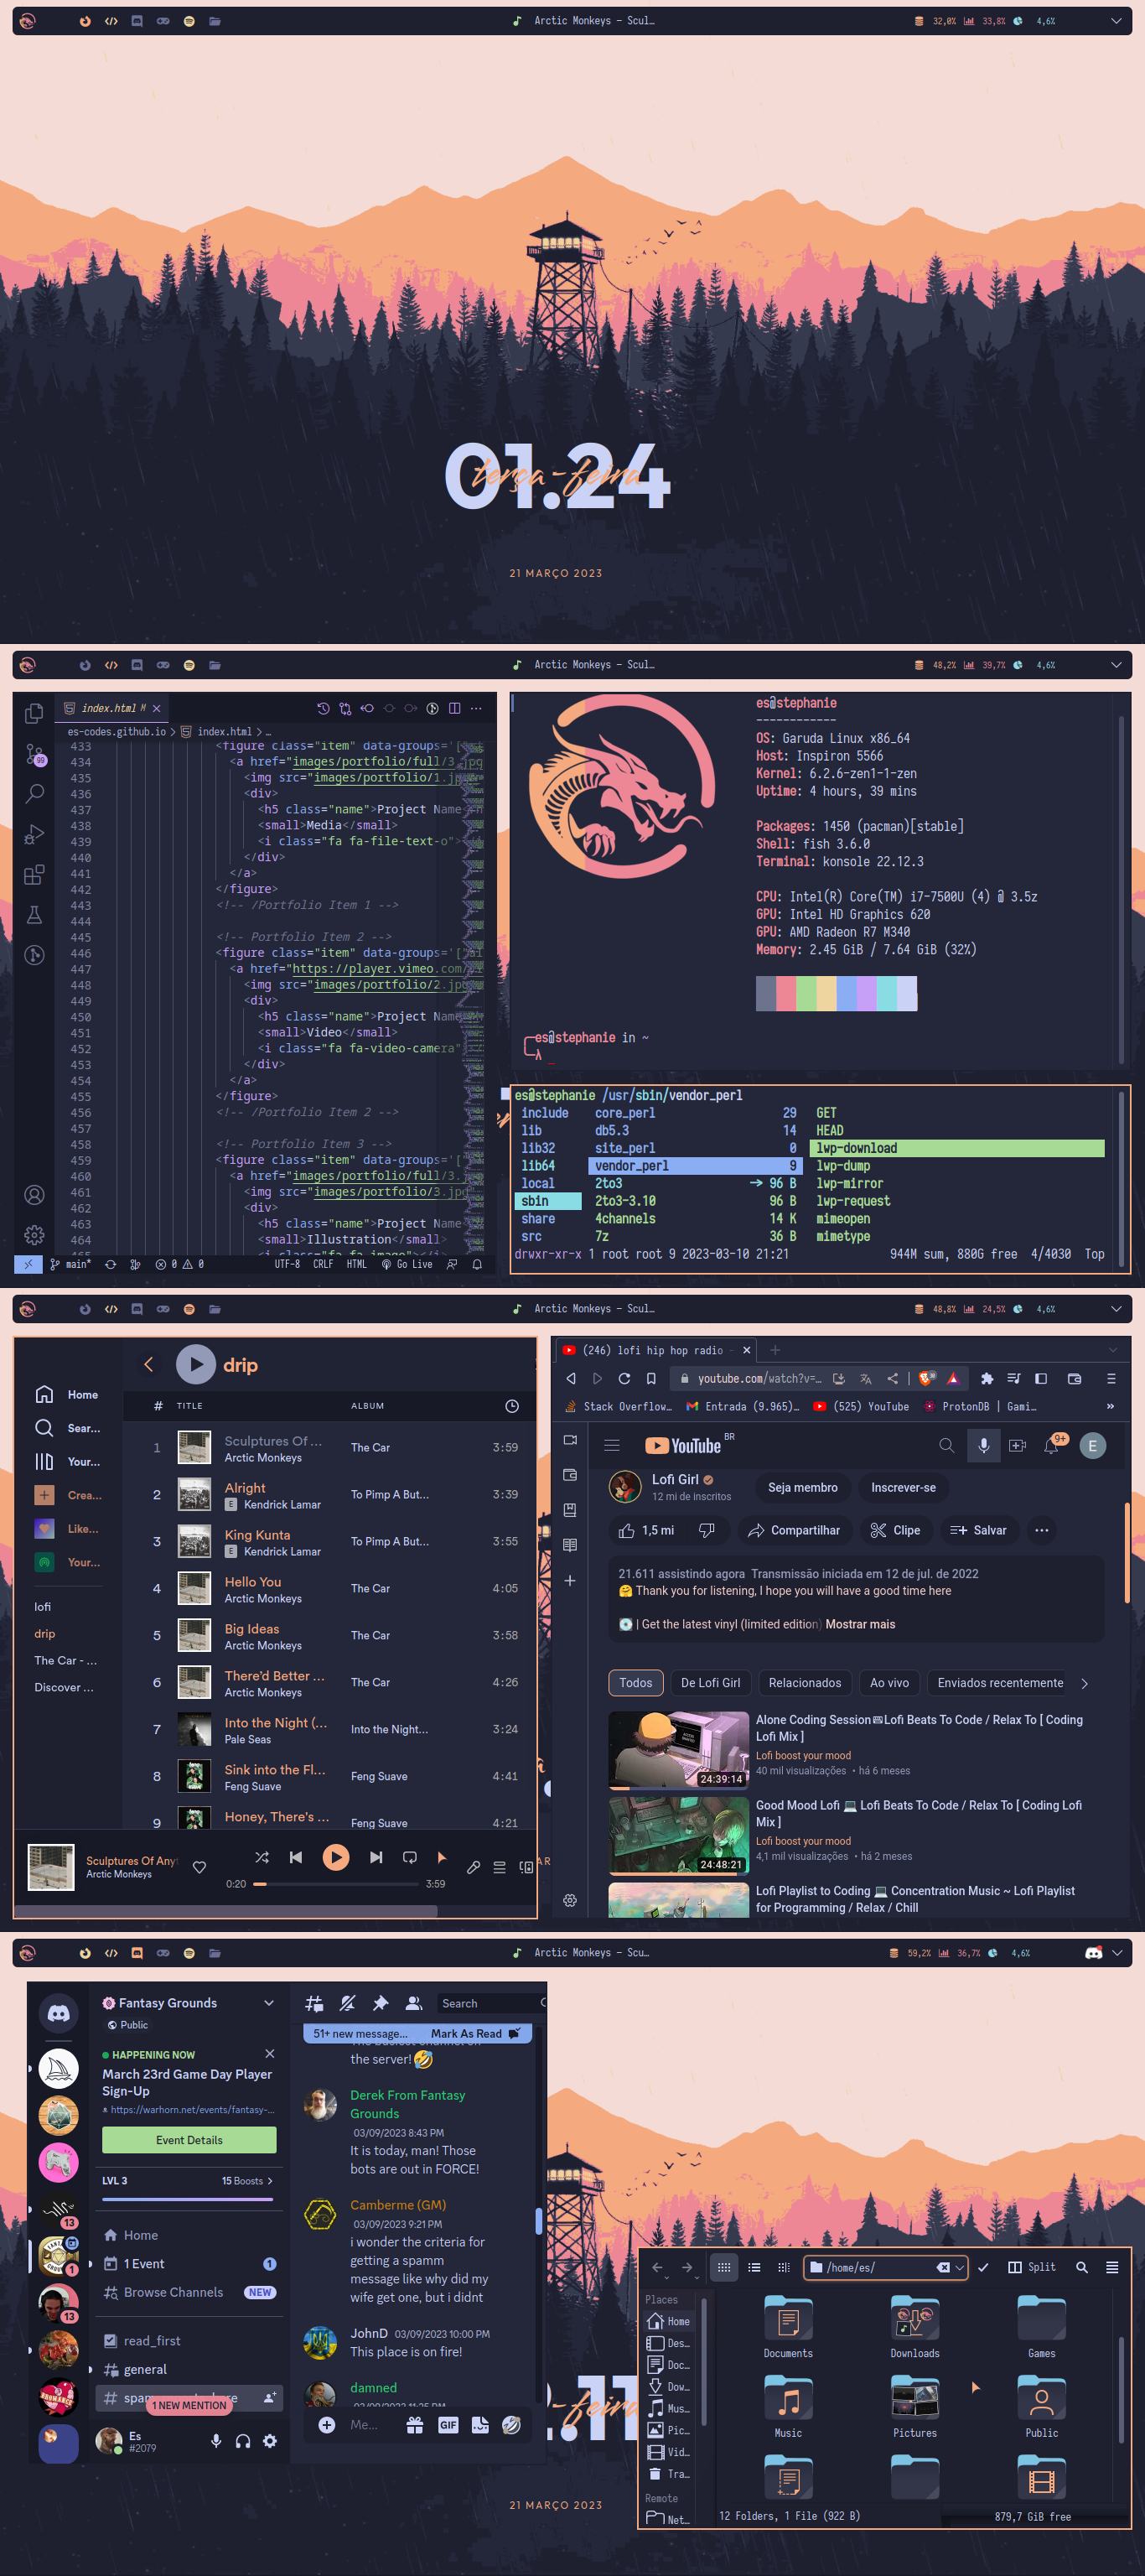 Arctic Monkeys – Scul…
32,0%
33,8%
4,6%
01.24
terça-feira
21 MARÇO 2023
Arctic Monkeys – Scul…
48,2%
39,7%
4,6%
index.html M
es-codes.github.io > index.html > …
99
433 <figure class="item" data-groups='[
434 <a href="images/portfolio/full/3.jpg
435 <img src="images/portfolio/1.jpg
436 <div>
437 <h5 class="name">Project Name<
438 <small>Media</small>
439 <i class="fa fa-file-text-o">
440 </div>
441 </a>
442 </figure>
443 <!-- /Portfolio Item 1 -->
444
445 <!-- Portfolio Item 2 -->
446 <figure class="item" data-groups='[
447 <a href="https://player.vimeo.com/
448 <img src="images/portfolio/2.jpg
449 <div>
450 <h5 class="name">Project Name
451 <small>Video</small>
452 <i class="fa fa-video-camera"
453 </div>
454 </a>
455 </figure>
456 <!-- /Portfolio Item 2 -->
457
458 <!-- Portfolio Item 3 -->
459 <figure class="item" data-groups='[
460 <a href="images/portfolio/full/3.jpg
461 <img src="images/portfolio/3.jpg
462 <div>
463 <h5 class="name">Project Name
464 <small>Illustration</small>
465 <i class="fa fa-image"></i>
main* 0 0 UTF-8 CRLF HTML Go Live
es@stephanie
------------
OS: Garuda Linux x86_64
Host: Inspiron 5566
Kernel: 6.2.6-zen1-1-zen
Uptime: 4 hours, 39 mins
Packages: 1450 (pacman)[stable]
Shell: fish 3.6.0
Terminal: konsole 22.12.3
CPU: Intel(R) Core(TM) i7-7500U (4) @ 3.5z
GPU: Intel HD Graphics 620
GPU: AMD Radeon R7 M340
Memory: 2.45 GiB / 7.64 GiB (32%)
es@stephanie in ~
λ
es@stephanie /usr/sbin/vendor_perl
include core_perl 29 GET
lib db5.3 14 HEAD
lib32 site_perl 0 lwp-download
lib64 vendor_perl 9 lwp-dump
local 2to3 -> 96 B lwp-mirror
sbin 2to3-3.10 96 B lwp-request
share 4channels 14 K mimeopen
src 7z 36 B mimetype
drwxr-xr-x 1 root root 9 2023-03-10 21:21 944M sum, 880G free 4/4030 Top
Arctic Monkeys – Scul…
48,8%
24,5%
4,6%
Home
Sear…
Your…
Crea…
Like…
Your…
lofi
drip
The Car - …
Discover …
drip
# TITLE ALBUM
1 Sculptures Of … The Car 3:59
Arctic Monkeys
2 Alright To Pimp A But… 3:39
E Kendrick Lamar
3 King Kunta To Pimp A But… 3:55
E Kendrick Lamar
4 Hello You The Car 4:05
Arctic Monkeys
5 Big Ideas The Car 3:58
Arctic Monkeys
6 There'd Better … The Car 4:26
Arctic Monkeys
7 Into the Night (… Into the Night… 3:24
Pale Seas
8 Sink into the Fl… Feng Suave 4:41
Feng Suave
9 Honey, There's … Feng Suave 4:21
Sculptures Of Anyt
Arctic Monkeys
0:20 3:59
AR
(246) lofi hip hop radio -
youtube.com/watch?v=…
Stack Overflow… Entrada (9.965)… (525) YouTube ProtonDB | Gami… »
YouTube BR
9+
E
Lofi Girl
12 mi de inscritos
Seja membro
Inscrever-se
1,5 mi
Compartilhar
Clipe
Salvar
21.611 assistindo agora Transmissão iniciada em 12 de jul. de 2022
🤗 Thank you for listening, I hope you will have a good time here
💽 | Get the latest vinyl (limited edition) Mostrar mais
Todos De Lofi Girl Relacionados Ao vivo Enviados recentemente
24:39:14
Alone Coding Session⌨Lofi Beats To Code / Relax To [ Coding
Lofi Mix ]
Lofi boost your mood
40 mil visualizações • há 6 meses
24:48:21
Good Mood Lofi 💻 Lofi Beats To Code / Relax To [ Coding Lofi
Mix ]
Lofi boost your mood
4,1 mil visualizações • há 2 meses
Lofi Playlist to Coding 💻 Concentration Music ~ Lofi Playlist
for Programming / Relax / Chill
Arctic Monkeys – Scu…
59,2%
36,7%
4,6%
13
1
13
Fantasy Grounds
Public
HAPPENING NOW
March 23rd Game Day Player
Sign-Up
https://warhorn.net/events/fantasy-…
Event Details
LVL 3 15 Boosts >
Home
1 Event 1
Browse Channels NEW
read_first
general
1 NEW MENTION
Es
#2079
Search
51+ new message… Mark As Read
the server! 🤣
Derek From Fantasy
Grounds
03/09/2023 8:43 PM
It is today, man! Those
bots are out in FORCE!
Camberme (GM)
03/09/2023 9:21 PM
i wonder the criteria for
getting a spamm
message like why did my
wife get one, but i didnt
JohnD 03/09/2023 10:00 PM
This place is on fire!
damned
03/09/2023 11:25 PM
Me…
GIF
.11
feira
21 MARÇO 2023
/home/es/
Split
Places
Home
Des…
Doc…
Dow…
Mus…
Pic…
Vid…
Tra…
Remote
Net…
Documents
Downloads
Games
Music
Pictures
Public
12 Folders, 1 File (922 B)
879,7 GiB free